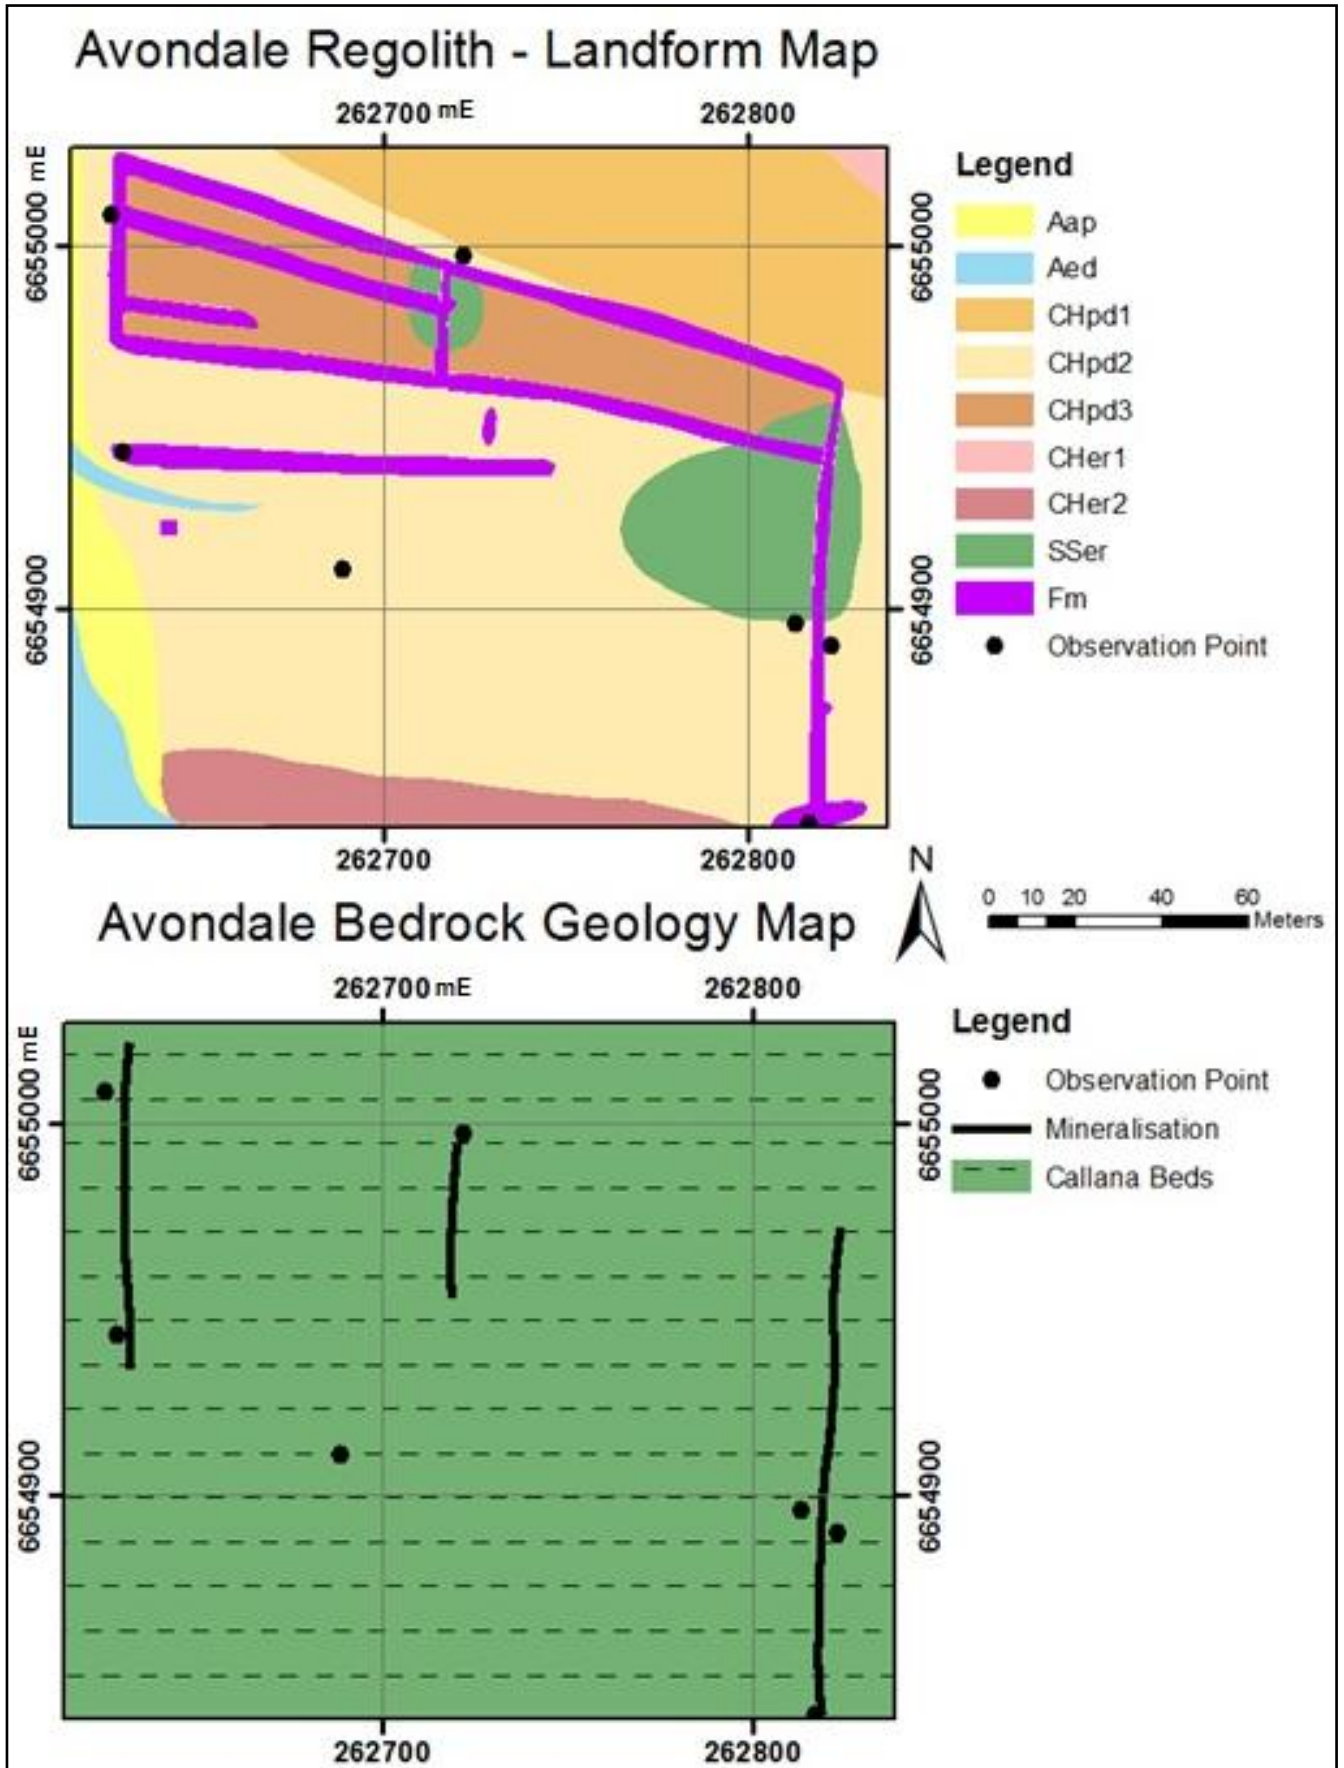 Avondale Regolith - Landform Map
262700 mE 262800
6655000 mE
6655000
6654900
6654900
262700 262800
Legend
Aap
Aed
CHpd1
CHpd2
CHpd3
CHer1
CHer2
SSer
Fm
Observation Point
N
0 10 20 40 60
Meters
Avondale Bedrock Geology Map
262700 mE 262800
6655000 mE
6655000
6654900
6654900
262700 262800
Legend
Observation Point
Mineralisation
Callana Beds